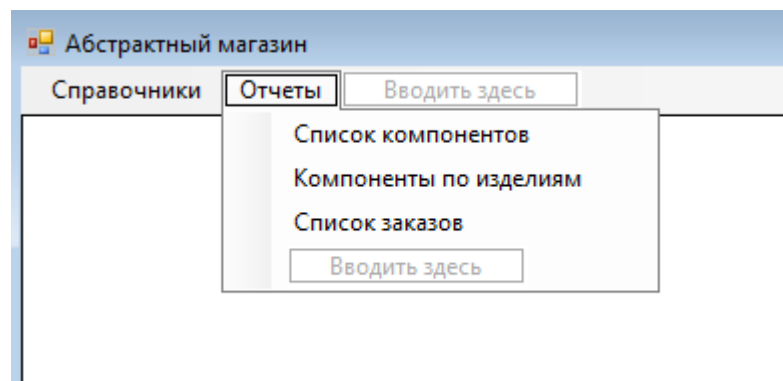 Абстрактный магазин
Справочники Отчеты Вводить здесь
Список компонентов
Компоненты по изделиям
Список заказов
Вводить здесь